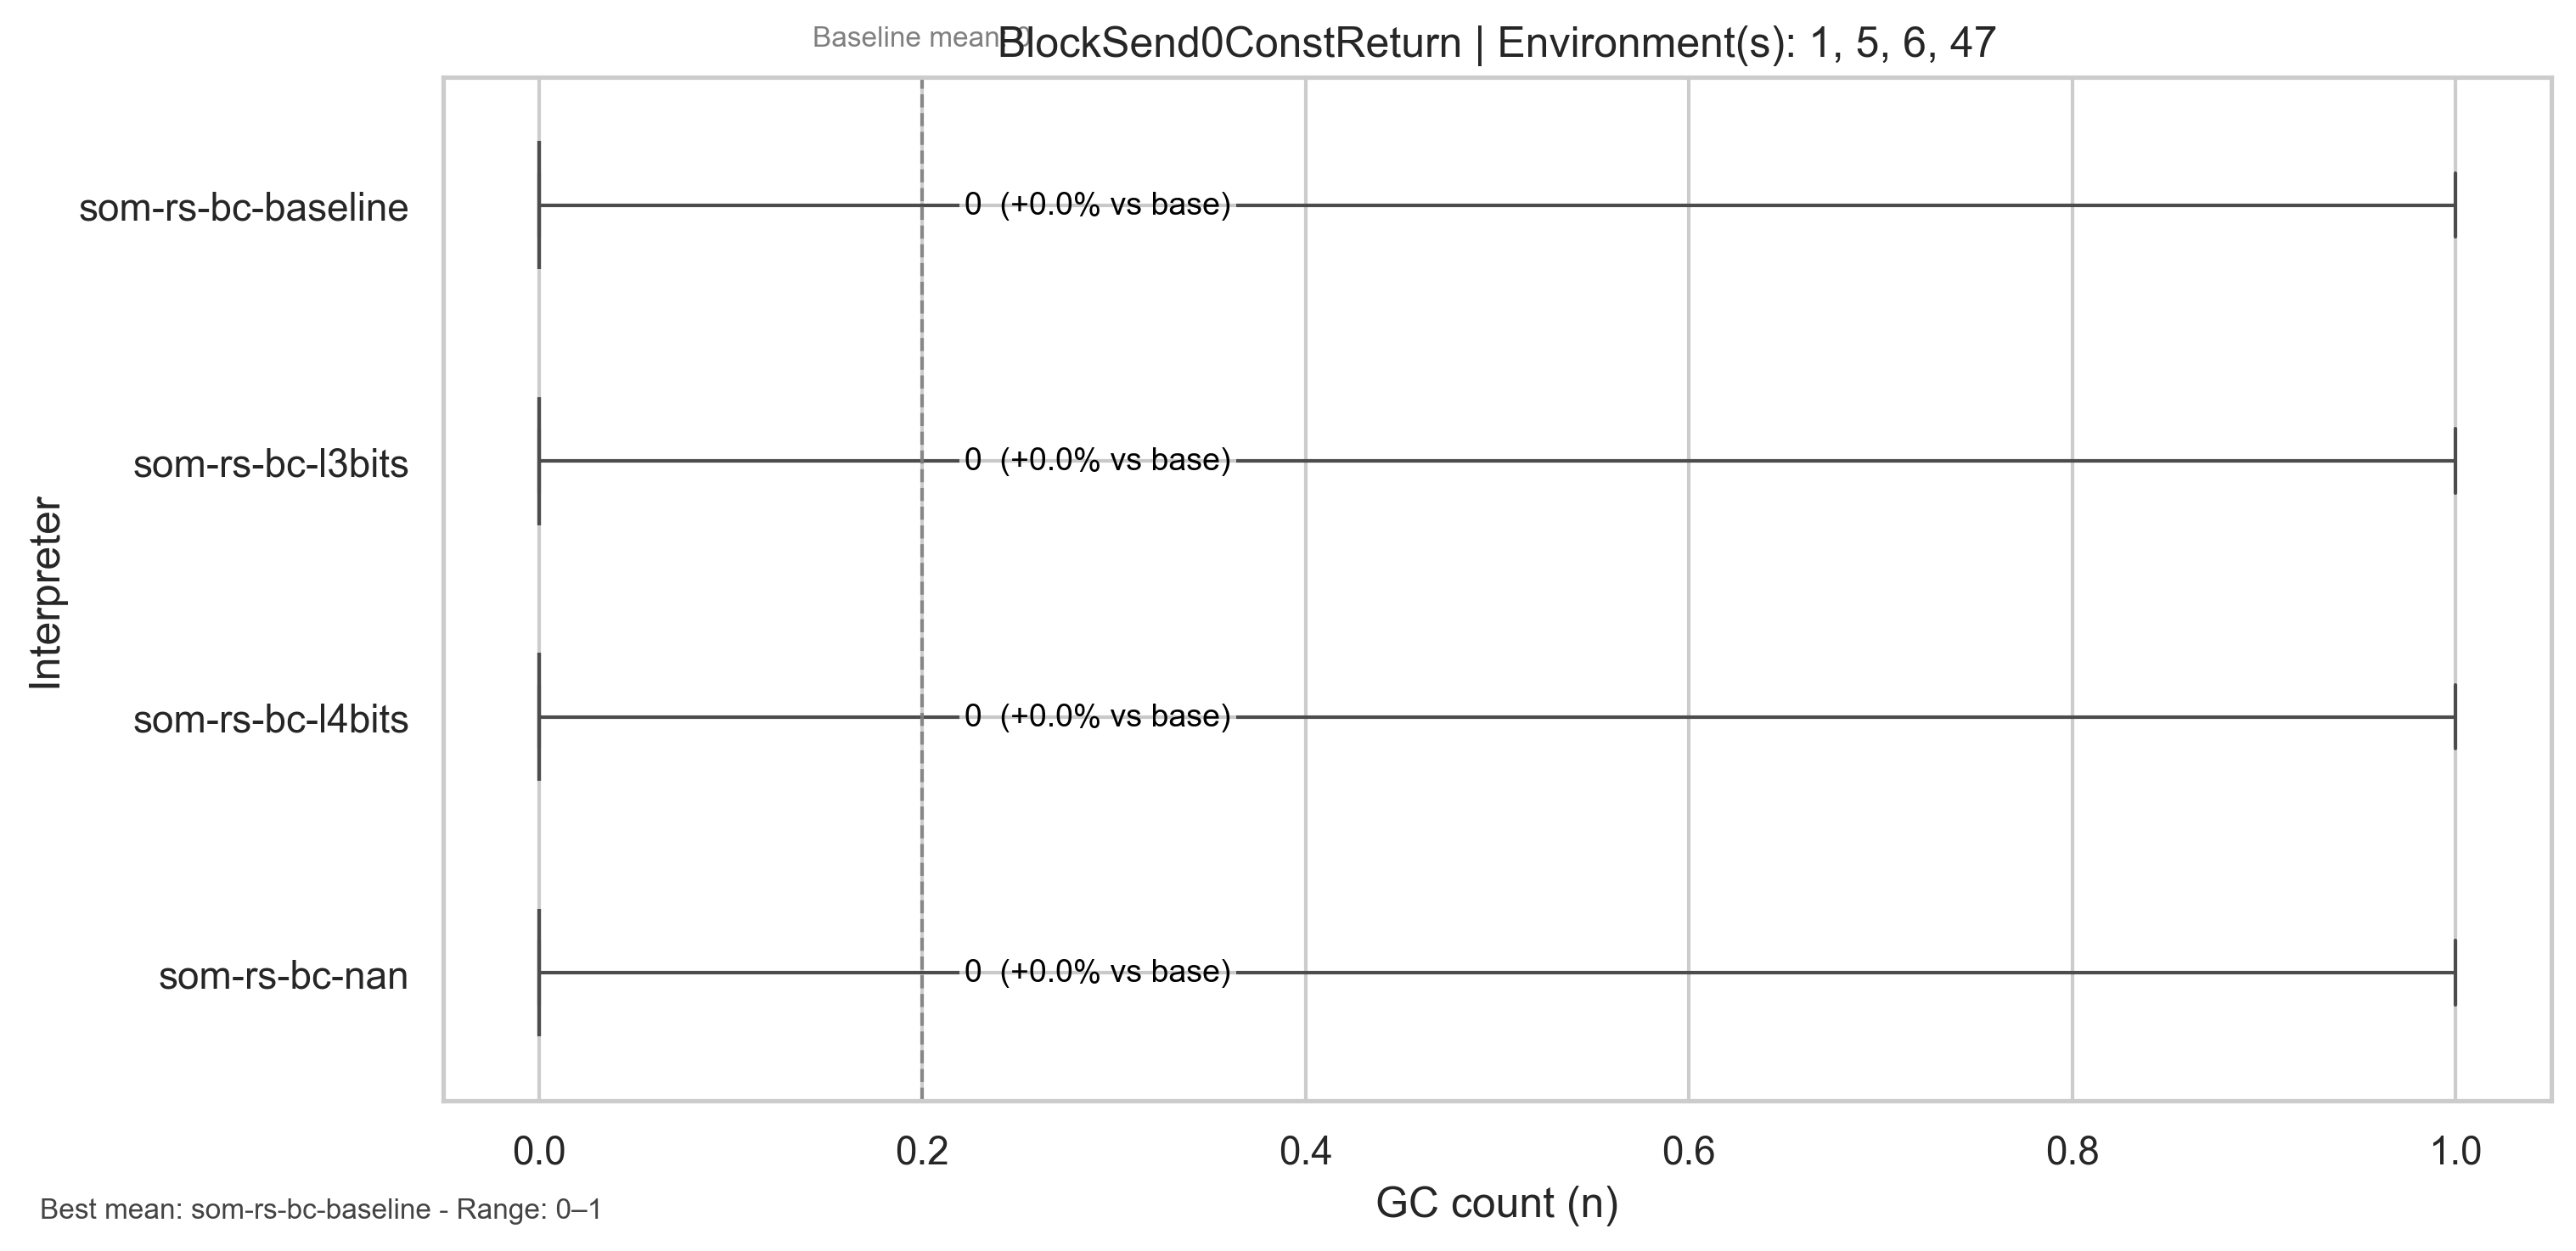 Baseline mean: 0
BlockSend0ConstReturn | Environment(s): 1, 5, 6, 47
Interpreter
som-rs-bc-baseline
0 (+0.0% vs base)
som-rs-bc-l3bits
0 (+0.0% vs base)
som-rs-bc-l4bits
0 (+0.0% vs base)
som-rs-bc-nan
0 (+0.0% vs base)
0.0 0.2 0.4 0.6 0.8 1.0
GC count (n)
Best mean: som-rs-bc-baseline - Range: 0–1